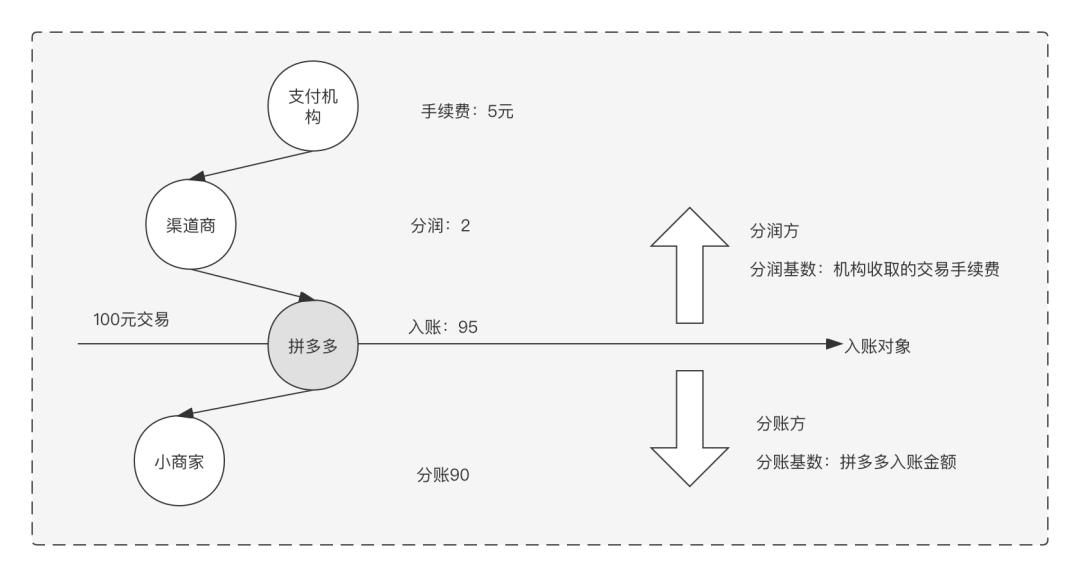 支付机
构
手续费：5元
渠道商
分润：2
分润方
分润基数：机构收取的交易手续费
100元交易
入账：95
拼多多
入账对象
分账方
小商家
分账90
分账基数：拼多多入账金额